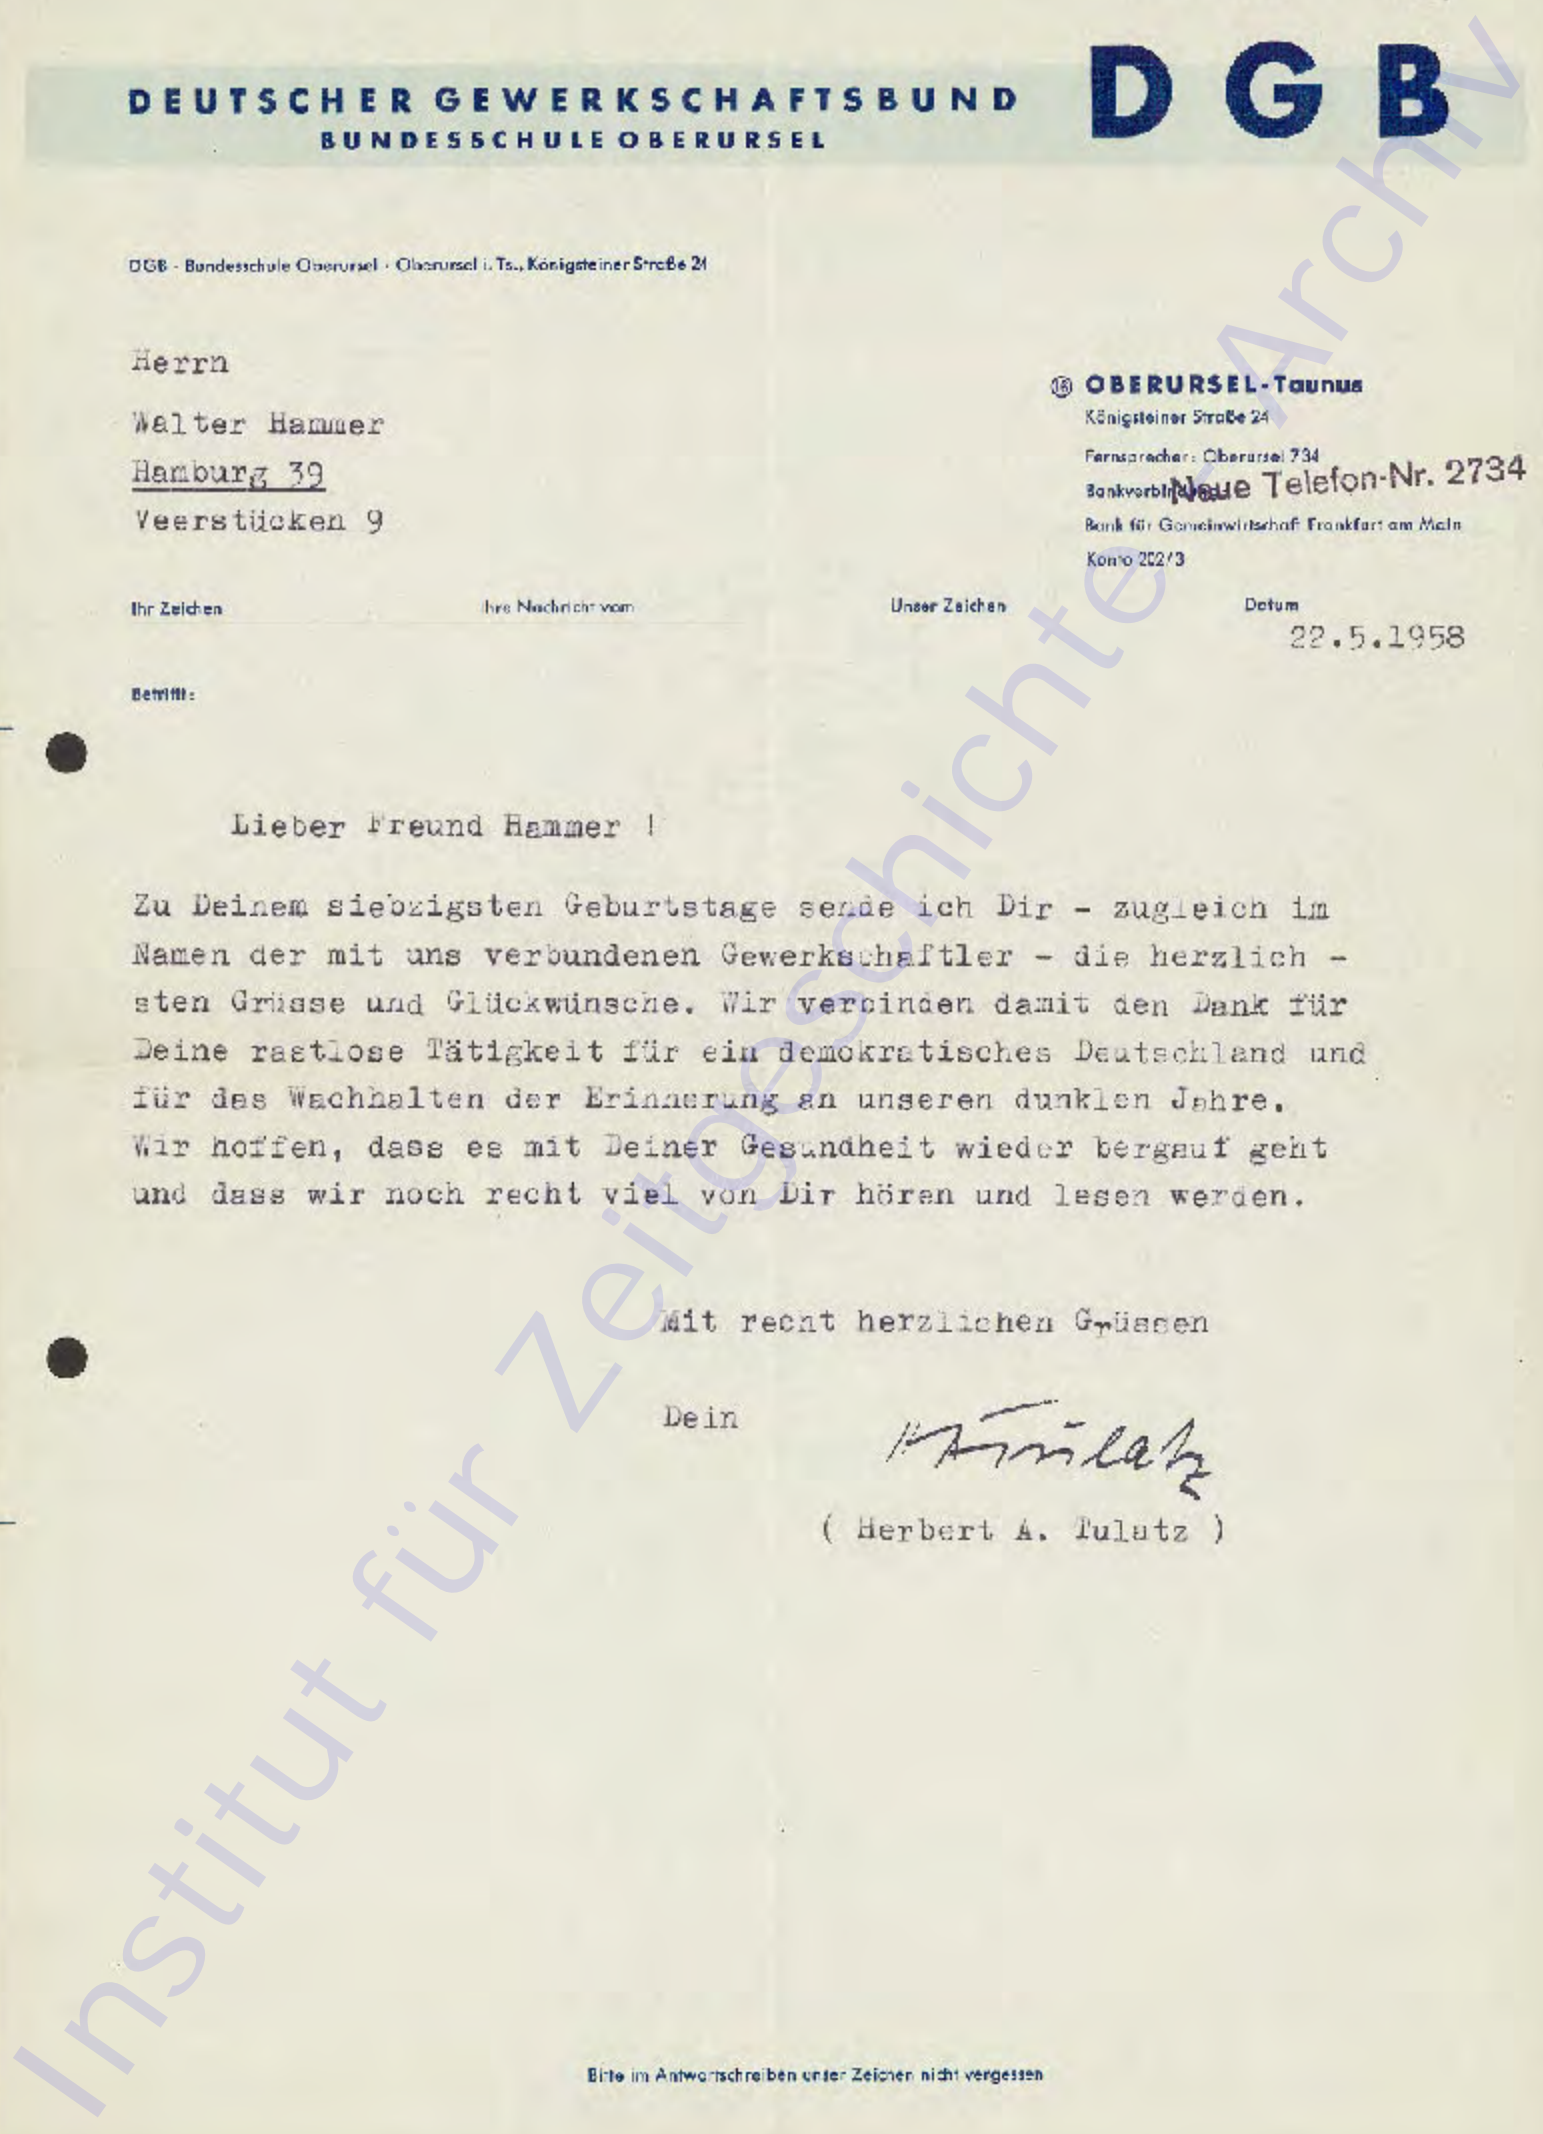 DEUTSCHER GEWERKSCHAFTSBUND
BUNDESSCHULE OBERURSEL
DGB
DGB - Bundesschule Oberursel · Oberursel i. Ts., Königsteiner Straße 24
Herrn
Walter Hammer
Hamburg 39
Veerstücken 9
(16) OBERURSEL-Taunus
Königsteiner Straße 24
Fernsprecher: Oberursel 734
Neue Telefon-Nr. 2734
Bankverbindung:
Bank für Gemeinwirtschaft Frankfurt am Main
Konto 202/3
Ihr Zeichen Ihre Nachricht vom Unser Zeichen Datum
22.5.1958
Betrifft:
Lieber Freund Hammer !
Zu Deinem siebzigsten Geburtstage sende ich Dir - zugleich im
Namen der mit uns verbundenen Gewerkschaftler - die herzlich -
sten Grüsse und Glückwünsche. Wir verbinden damit den Dank für
Deine rastlose Tätigkeit für ein demokratisches Deutschland und
für das Wachhalten der Erinnerung an unseren dunklen Jahre.
Wir hoffen, dass es mit Deiner Gesundheit wieder bergauf geht
und dass wir noch recht viel von Dir hören und lesen werden.
Mit recht herzlichen Grüssen
Dein
HATulatz
( Herbert A. Tulatz )
Bitte im Antwortschreiben unser Zeichen nicht vergessen
Institut für Zeitgeschichte - Archiv